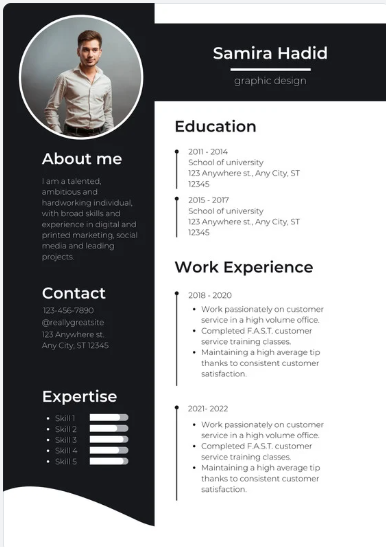 Samira Hadid
graphic design
About me
I am a talented,
ambitious and
hardworking individual,
with broad skills and
experience in digital and
printed marketing, social
media and leading
projects.
Contact
123-456-7890
@reallygreatsite
123 Anywhere st.
Any City, ST 12345
Expertise
Skill 1
Skill 2
Skill 3
Skill 4
Skill 5
Education
2011 - 2014
School of university
123 Anywhere st., Any City, ST
12345
2015 - 2017
School of university
123 Anywhere st., Any City, ST
12345
Work Experience
2018 - 2020
Work passionately on customer
service in a high volume office.
Completed F.A.S.T. customer
service training classes.
Maintaining a high average tip
thanks to consistent customer
satisfaction.
2021- 2022
Work passionately on customer
service in a high volume office.
Completed F.A.S.T. customer
service training classes.
Maintaining a high average tip
thanks to consistent customer
satisfaction.